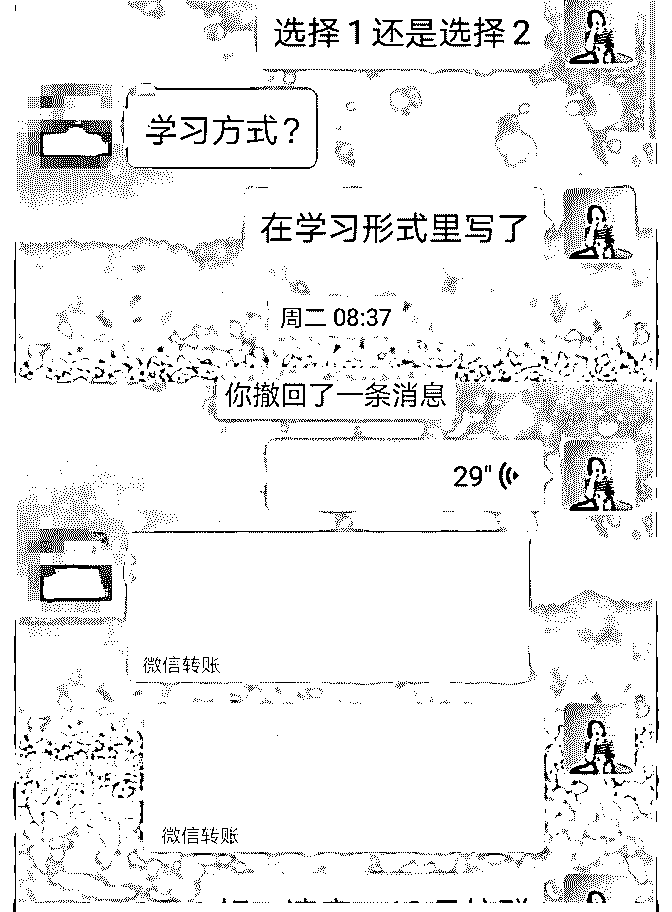 选择1还是选择2
学习方式？
在学习形式里写了
周二 08:37
你撤回了一条消息
29"
微信转账
微信转账